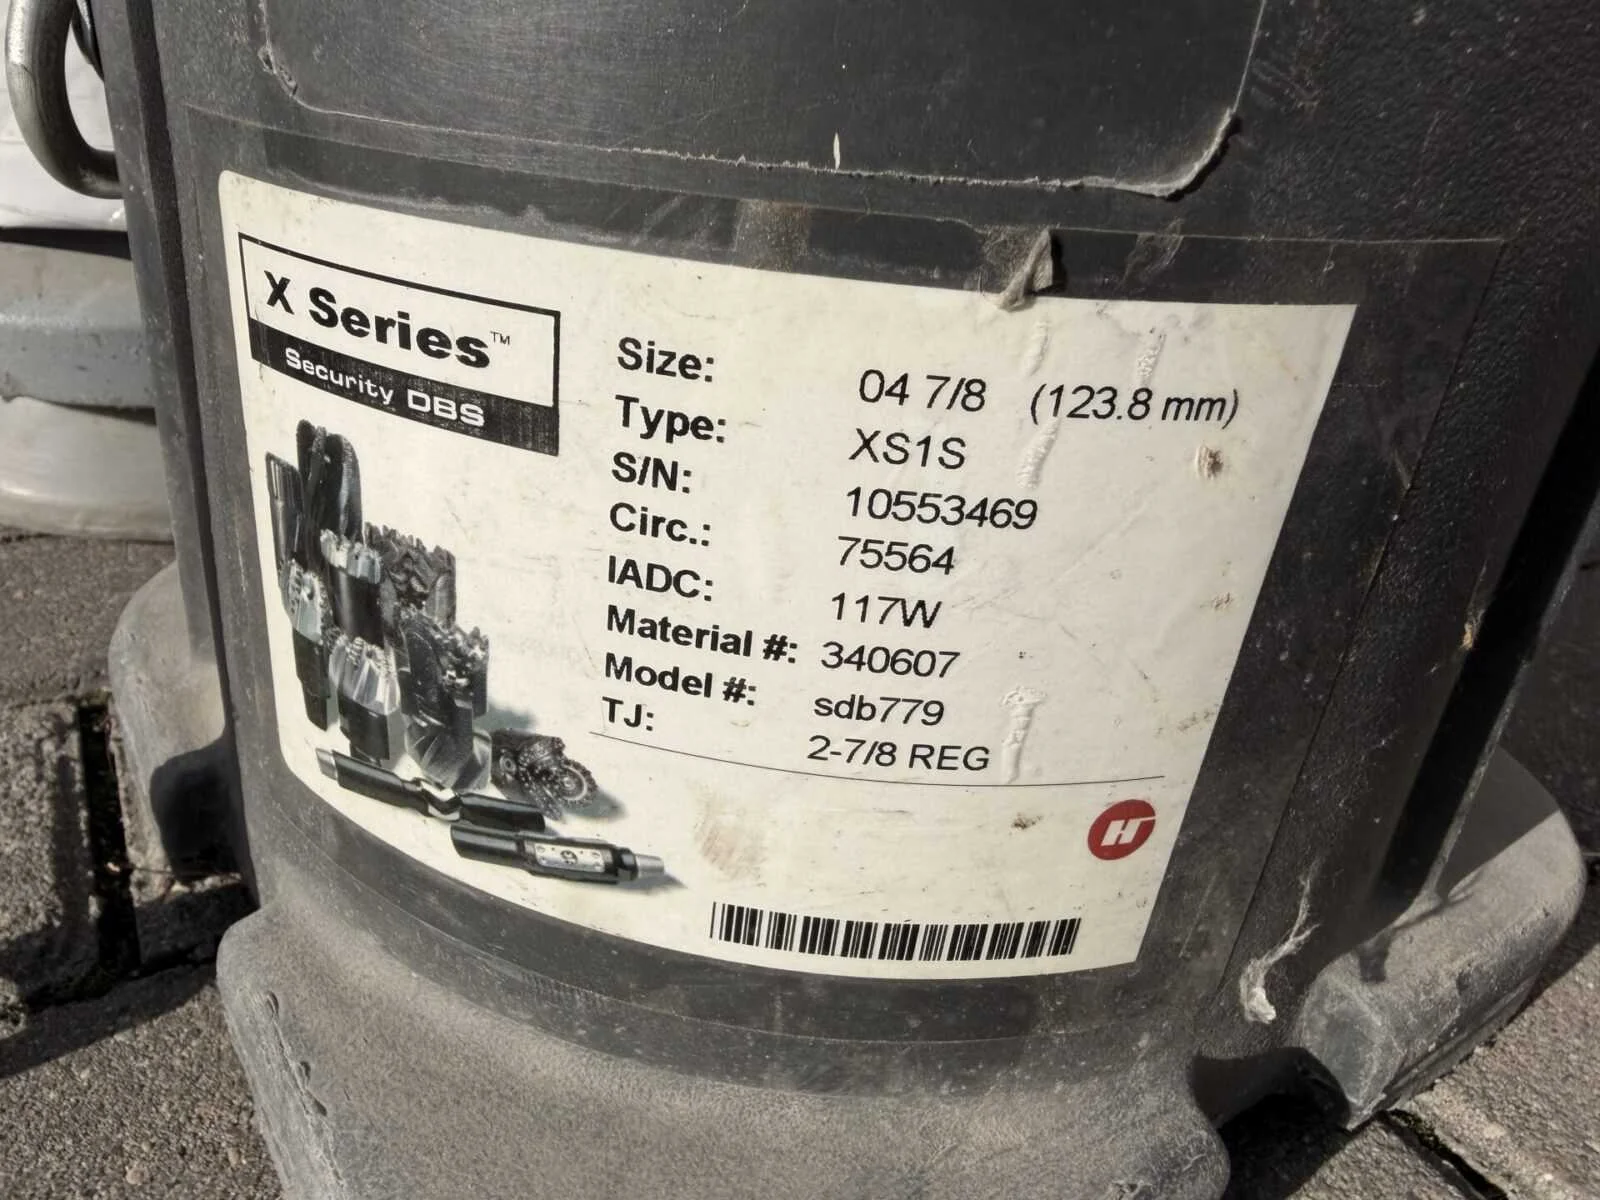 X Series™
Security DBS
Size: 04 7/8 (123.8 mm)
Type: XS1S
S/N: 10553469
Circ.: 75564
IADC: 117W
Material #: 340607
Model #: sdb779
TJ: 2-7/8 REG
H